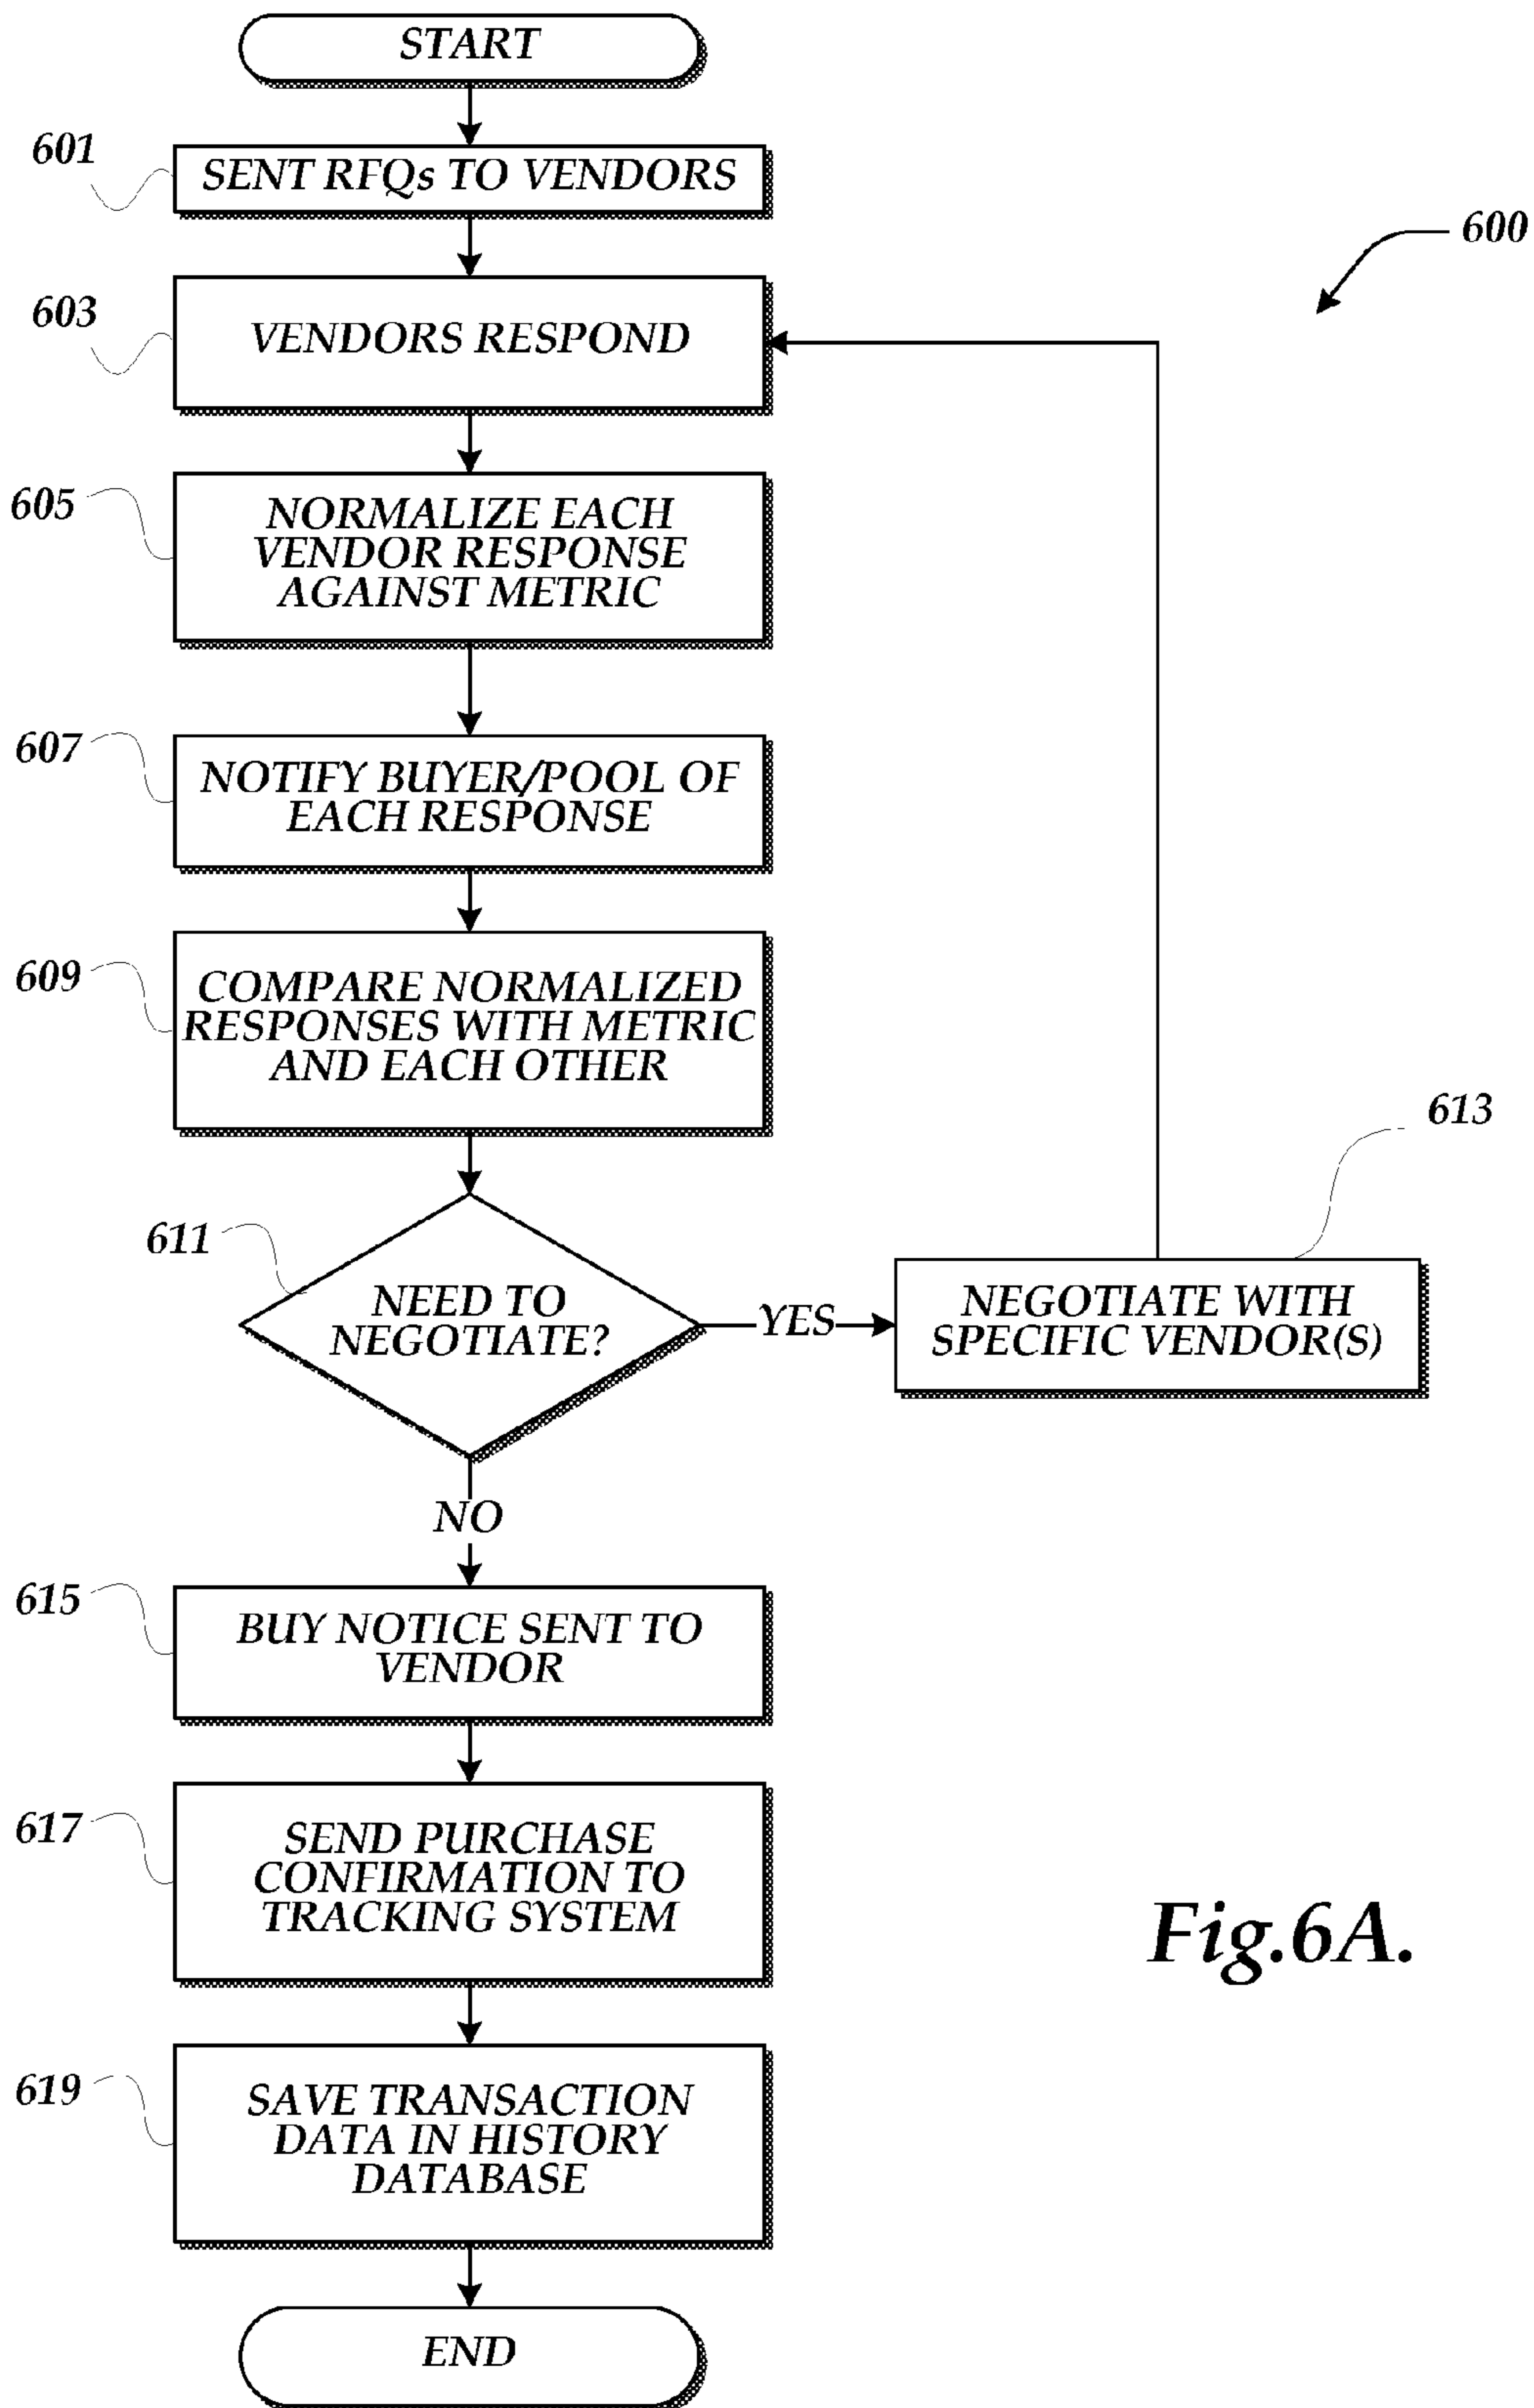 START
601
SENT RFQs TO VENDORS
600
603
VENDORS RESPOND
605
NORMALIZE EACH
VENDOR RESPONSE
AGAINST METRIC
607
NOTIFY BUYER/POOL OF
EACH RESPONSE
609
COMPARE NORMALIZED
RESPONSES WITH METRIC
AND EACH OTHER
613
611
NEED TO
NEGOTIATE?
YES
NEGOTIATE WITH
SPECIFIC VENDOR(S)
NO
615
BUY NOTICE SENT TO
VENDOR
617
SEND PURCHASE
CONFIRMATION TO
TRACKING SYSTEM
Fig.6A.
619
SAVE TRANSACTION
DATA IN HISTORY
DATABASE
END